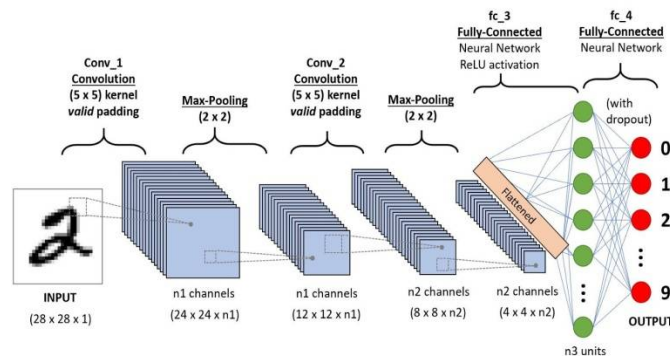 fc_3
Fully-Connected
Neural Network
ReLU activation
fc_4
Fully-Connected
Neural Network
Conv_1
Convolution
(5 x 5) kernel
valid padding
Max-Pooling
(2 x 2)
Conv_2
Convolution
(5 x 5) kernel
valid padding
Max-Pooling
(2 x 2)
(with
dropout)
2
Flattened
0
1
2
9
INPUT
(28 x 28 x 1)
n1 channels
(24 x 24 x n1)
n1 channels
(12 x 12 x n1)
n2 channels
(8 x 8 x n2)
n2 channels
(4 x 4 x n2)
OUTPUT
n3 units